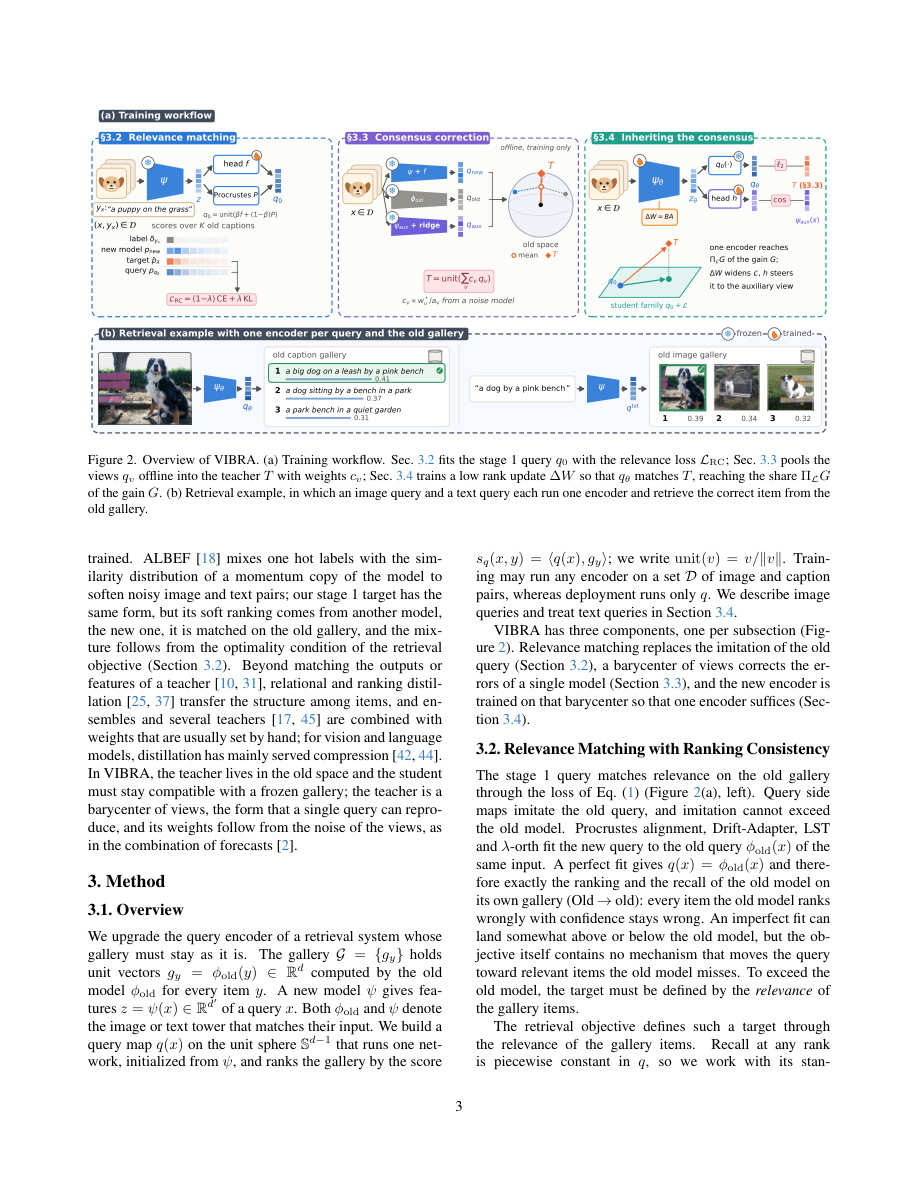 (a) Training workflow
§3.2 Relevance matching
head f
ψ
Procrustes P
z
q₀
yₓ: “a puppy on the grass”
q₀ = unit(βf + (1−β)P)
(x, yₓ) ∈ 𝒟 scores over K old captions
label δ_yₓ
new model p_new
target p̂_β
query p_q₀
ℒ_RC = (1−λ) CE + λ KL
§3.3 Consensus correction
offline, training only
ψ + f
q_new
T
ϕ_old
q_old
x ∈ 𝒟
ψ_aux + ridge
q_aux
old space
mean T
T = unit(∑ᵥ cᵥ qᵥ)
from a noise model
§3.4 Inheriting the consensus
q₀(·)
ℓ₂
ψ_θ
q_θ
T (§3.3)
x ∈ 𝒟
z_θ
head h
cos
ΔW = BA
ψ_aux(x)
T
one encoder reaches
Π_ℒG of the gain G;
q₀
ΔW widens ℒ, h steers
it to the auxiliary view
student family q₀ + ℒ
(b) Retrieval example with one encoder per query and the old gallery
frozen trained
old caption gallery
1 a big dog on a leash by a pink bench
0.41
ψ_θ
q_θ
2 a dog sitting by a bench in a park
0.37
3 a park bench in a quiet garden
0.31
“a dog by a pink bench”
ψ
q^txt
old image gallery
1 0.39 2 0.34 3 0.32
Figure 2. Overview of VIBRA. (a) Training workflow. Sec. 3.2 fits the stage 1 query q₀ with the relevance loss ℒ_RC; Sec. 3.3 pools the
views qᵥ offline into the teacher T with weights cᵥ; Sec. 3.4 trains a low rank update ΔW so that q_θ matches T, reaching the share Π_ℒG
of the gain G. (b) Retrieval example, in which an image query and a text query each run one encoder and retrieve the correct item from the
old gallery.
trained. ALBEF [18] mixes one hot labels with the sim-
ilarity distribution of a momentum copy of the model to
soften noisy image and text pairs; our stage 1 target has the
same form, but its soft ranking comes from another model,
the new one, it is matched on the old gallery, and the mix-
ture follows from the optimality condition of the retrieval
objective (Section 3.2). Beyond matching the outputs or
features of a teacher [10, 31], relational and ranking distil-
lation [25, 37] transfer the structure among items, and en-
sembles and several teachers [17, 45] are combined with
weights that are usually set by hand; for vision and language
models, distillation has mainly served compression [42, 44].
In VIBRA, the teacher lives in the old space and the student
must stay compatible with a frozen gallery; the teacher is a
barycenter of views, the form that a single query can repro-
duce, and its weights follow from the noise of the views, as
in the combination of forecasts [2].
3. Method
3.1. Overview
We upgrade the query encoder of a retrieval system whose
gallery must stay as it is. The gallery 𝒢 = {g_y} holds
unit vectors g_y = ϕ_old(y) ∈ ℝ^d computed by the old
model ϕ_old for every item y. A new model ψ gives fea-
tures z = ψ(x) ∈ ℝ^d′ of a query x. Both ϕ_old and ψ denote
the image or text tower that matches their input. We build a
query map q(x) on the unit sphere 𝕊^d−1 that runs one net-
work, initialized from ψ, and ranks the gallery by the score
s_q(x, y) = ⟨q(x), g_y⟩; we write unit(v) = v/∥v∥. Train-
ing may run any encoder on a set 𝒟 of image and caption
pairs, whereas deployment runs only q. We describe image
queries and treat text queries in Section 3.4.
VIBRA has three components, one per subsection (Fig-
ure 2). Relevance matching replaces the imitation of the old
query (Section 3.2), a barycenter of views corrects the er-
rors of a single model (Section 3.3), and the new encoder is
trained on that barycenter so that one encoder suffices (Sec-
tion 3.4).
3.2. Relevance Matching with Ranking Consistency
The stage 1 query matches relevance on the old gallery
through the loss of Eq. (1) (Figure 2(a), left). Query side
maps imitate the old query, and imitation cannot exceed
the old model. Procrustes alignment, Drift-Adapter, LST
and λ-orth fit the new query to the old query ϕ_old(x) of the
same input. A perfect fit gives q(x) = ϕ_old(x) and there-
fore exactly the ranking and the recall of the old model on
its own gallery (Old → old): every item the old model ranks
wrongly with confidence stays wrong. An imperfect fit can
land somewhat above or below the old model, but the ob-
jective itself contains no mechanism that moves the query
toward relevant items the old model misses. To exceed the
old model, the target must be defined by the relevance of
the gallery items.
The retrieval objective defines such a target through
the relevance of the gallery items. Recall at any rank
is piecewise constant in q, so we work with its stan-
3